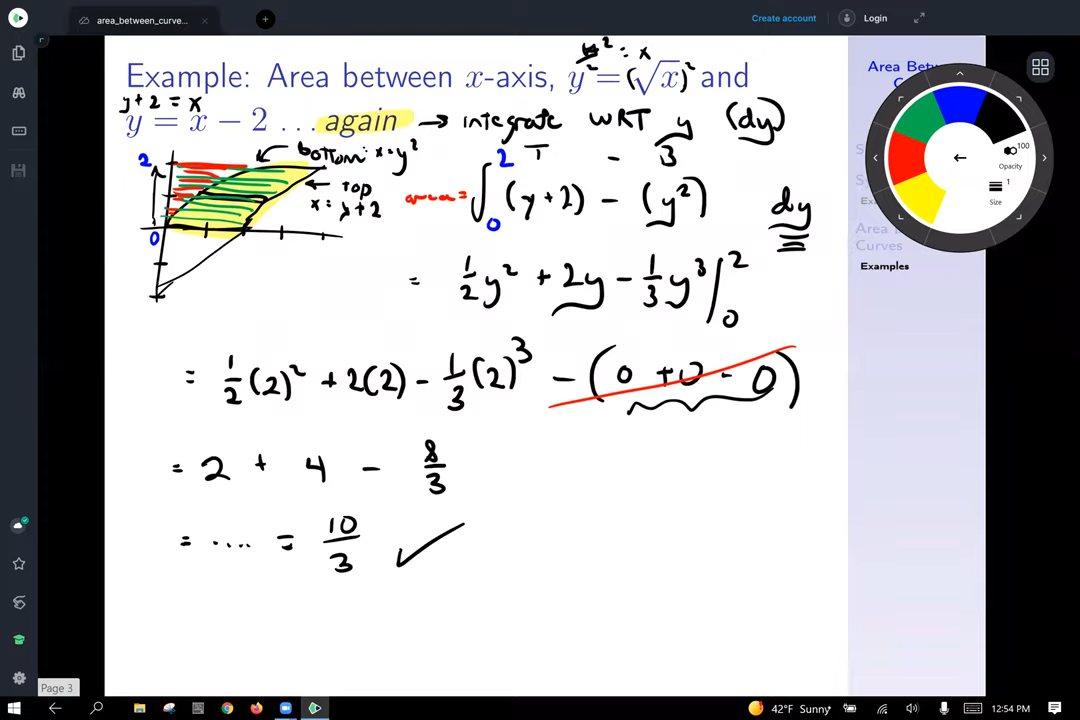 area_between_curve...
Create account
Login
y² = x
Example: Area between x-axis, y² = (√x)² and
y+2 = x
y = x − 2 ... again → integrate WRT y (dy)
2
bottom: x=y²
T - B
top
x = y+2
0
area = ∫₀² (y+2) − (y²) dy
= ½y² + 2y − ⅓y³ |₀²
= ½(2)² + 2(2) − ⅓(2)³ − (0 + 0 − 0)
= 2 + 4 − 8/3
= .... = 10/3 ✓
Area Between
Curves
Examples
100
Opacity
1
Size
Page 3
42°F Sunny
12:54 PM